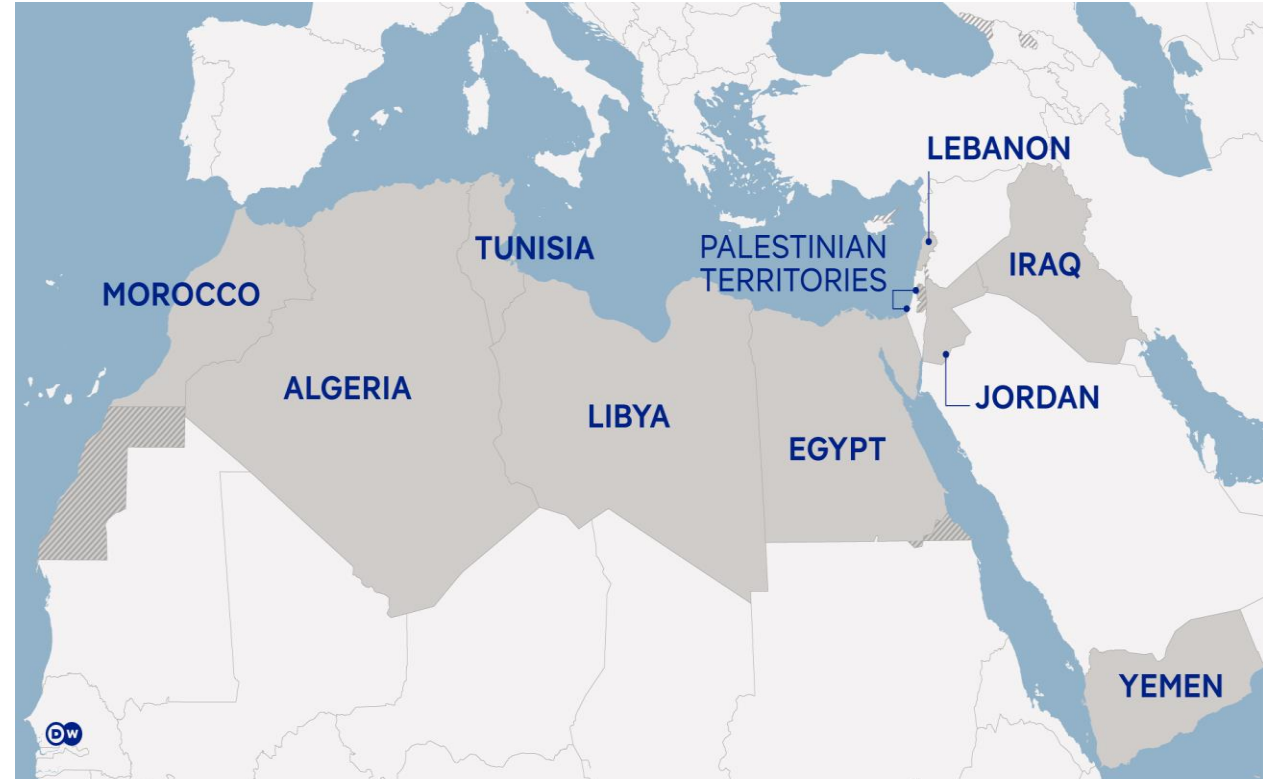 LEBANON
TUNISIA
PALESTINIAN
TERRITORIES
IRAQ
MOROCCO
ALGERIA
LIBYA
JORDAN
EGYPT
YEMEN
DW